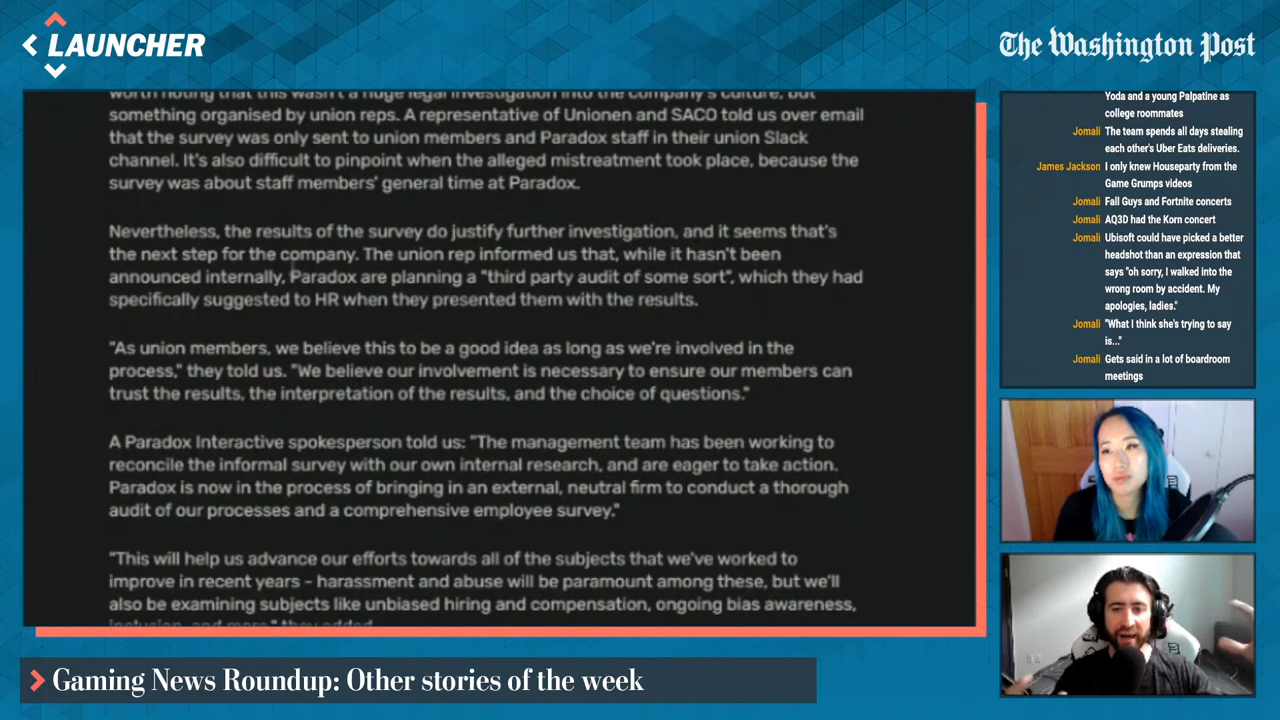 LAUNCHER
The Washington Post
worth noting that this wasn't a huge legal investigation into the company's culture, but
something organised by union reps. A representative of Unionen and SACO told us over email
that the survey was only sent to union members and Paradox staff in their union Slack
channel. It's also difficult to pinpoint when the alleged mistreatment took place, because the
survey was about staff members' general time at Paradox.
Nevertheless, the results of the survey do justify further investigation, and it seems that's
the next step for the company. The union rep informed us that, while it hasn't been
announced internally, Paradox are planning a "third party audit of some sort", which they had
specifically suggested to HR when they presented them with the results.
"As union members, we believe this to be a good idea as long as we're involved in the
process," they told us. "We believe our involvement is necessary to ensure our members can
trust the results, the interpretation of the results, and the choice of questions."
A Paradox Interactive spokesperson told us: "The management team has been working to
reconcile the informal survey with our own internal research, and are eager to take action.
Paradox is now in the process of bringing in an external, neutral firm to conduct a thorough
audit of our processes and a comprehensive employee survey."
"This will help us advance our efforts towards all of the subjects that we've worked to
improve in recent years - harassment and abuse will be paramount among these, but we'll
also be examining subjects like unbiased hiring and compensation, ongoing bias awareness,
inclusion, and more," they added.
Yoda and a young Palpatine as
college roommates
Jomali The team spends all days stealing
each other's Uber Eats deliveries.
James Jackson I only knew Houseparty from the
Game Grumps videos
Jomali Fall Guys and Fortnite concerts
Jomali AQ3D had the Korn concert
Jomali Ubisoft could have picked a better
headshot than an expression that
says "oh sorry, I walked into the
wrong room by accident. My
apologies, ladies."
Jomali "What I think she's trying to say
is..."
Jomali Gets said in a lot of boardroom
meetings
Gaming News Roundup: Other stories of the week